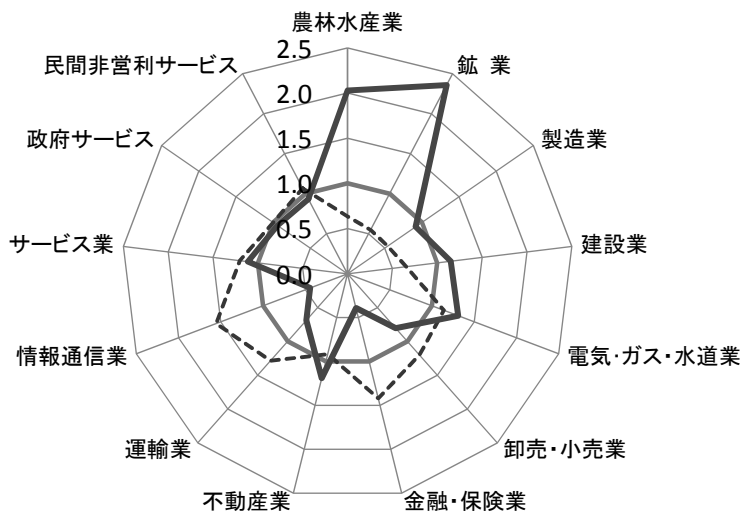 農林水産業
鉱 業
製造業
建設業
電気･ガス・水道業
卸売・小売業
金融・保険業
不動産業
運輸業
情報通信業
サービス業
政府サービス
民間非営利サービス
2.5
2.0
1.5
1.0
0.5
0.0